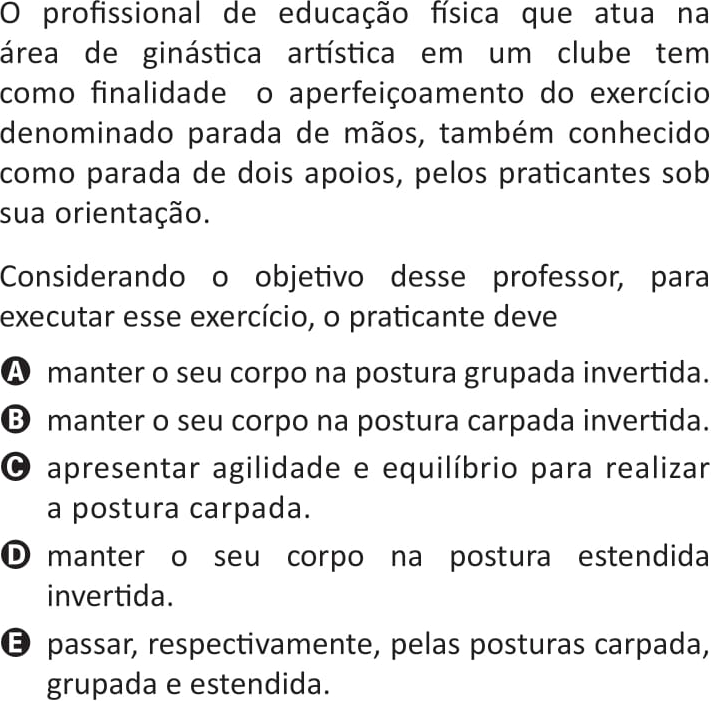 O profissional de educação física que atua na
área de ginástica artística em um clube tem
como finalidade o aperfeiçoamento do exercício
denominado parada de mãos, também conhecido
como parada de dois apoios, pelos praticantes sob
sua orientação.
Considerando o objetivo desse professor, para
executar esse exercício, o praticante deve
A manter o seu corpo na postura grupada invertida.
B manter o seu corpo na postura carpada invertida.
C apresentar agilidade e equilíbrio para realizar
a postura carpada.
D manter o seu corpo na postura estendida
invertida.
E passar, respectivamente, pelas posturas carpada,
grupada e estendida.